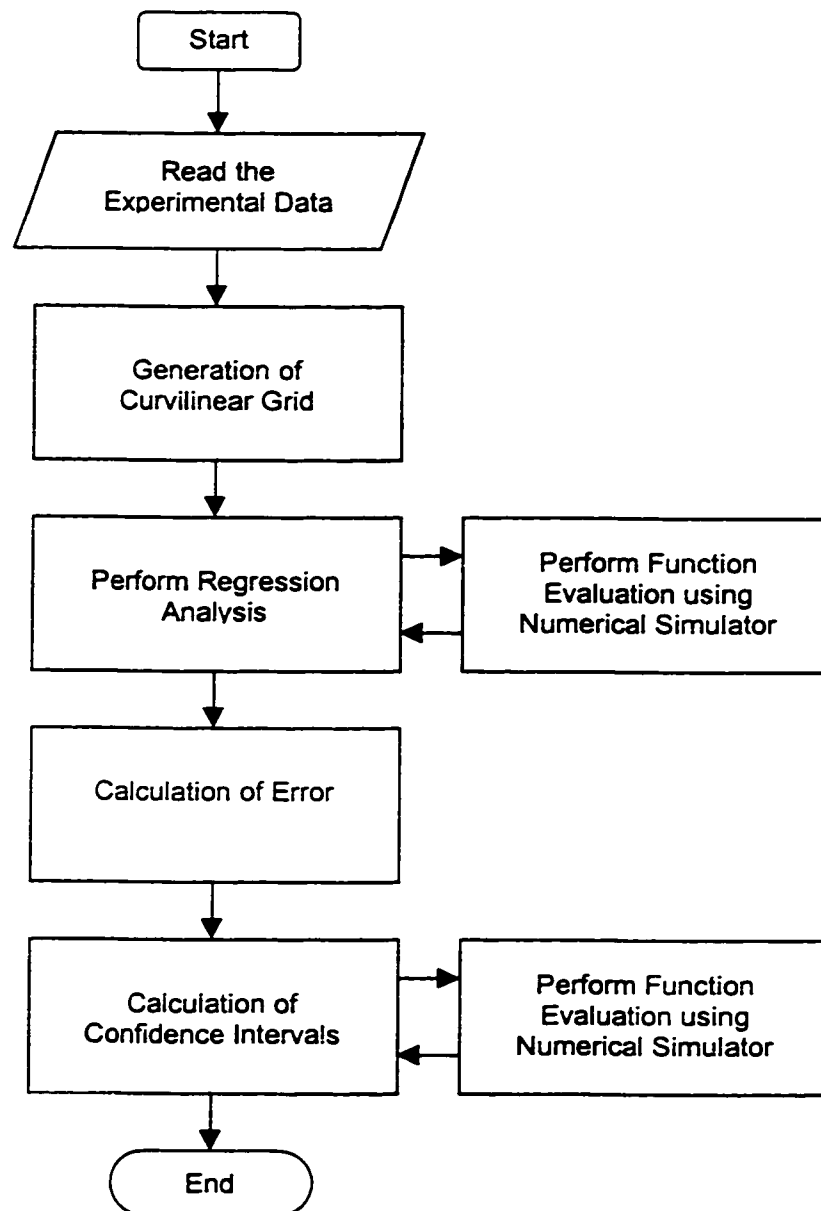 Start
Read the
Experimental Data
Generation of
Curvilinear Grid
Perform Regression
Analysis
Perform Function
Evaluation using
Numerical Simulator
Calculation of Error
Calculation of
Confidence Intervals
Perform Function
Evaluation using
Numerical Simulator
End